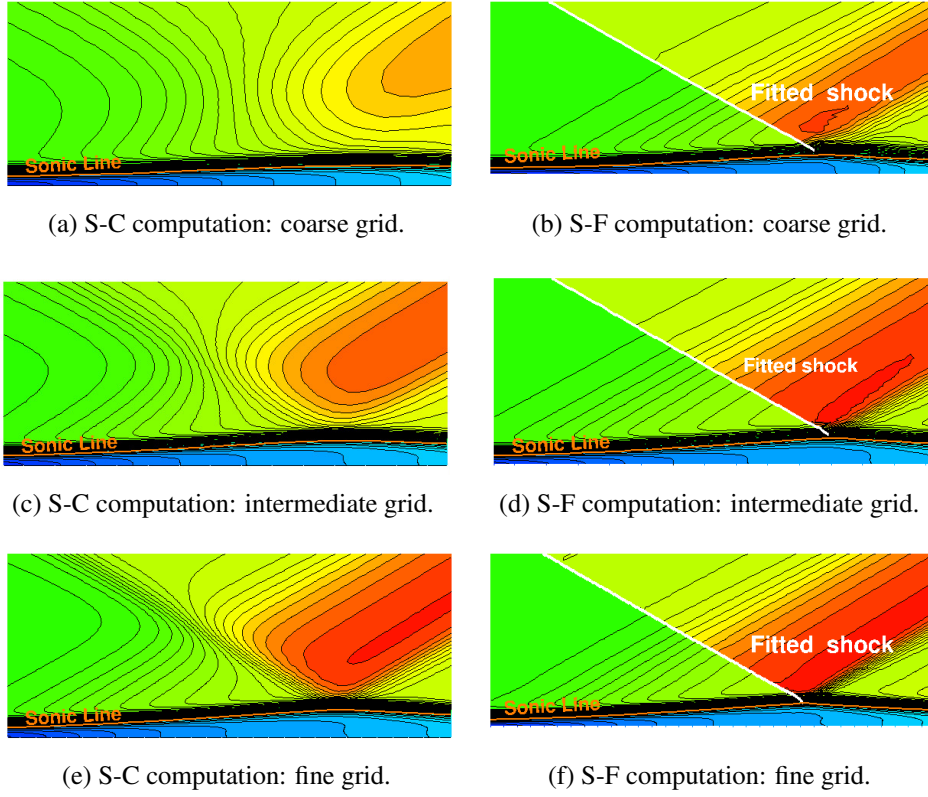 Sonic Line
Fitted shock
Sonic Line
(a) S-C computation: coarse grid.
(b) S-F computation: coarse grid.
Fitted shock
Sonic Line
Sonic Line
(c) S-C computation: intermediate grid.
(d) S-F computation: intermediate grid.
Fitted shock
Sonic Line
Sonic Line
(e) S-C computation: fine grid.
(f) S-F computation: fine grid.